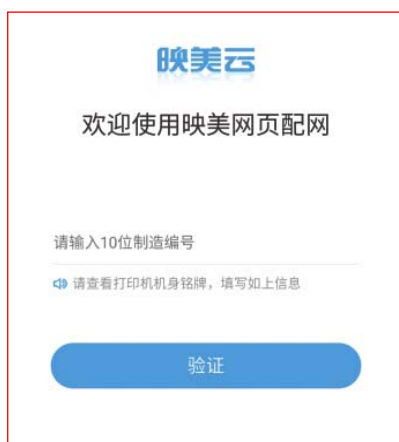 映美云
欢迎使用映美网页配网
请输入10位制造编号
请查看打印机机身铭牌，填写如上信息
验证